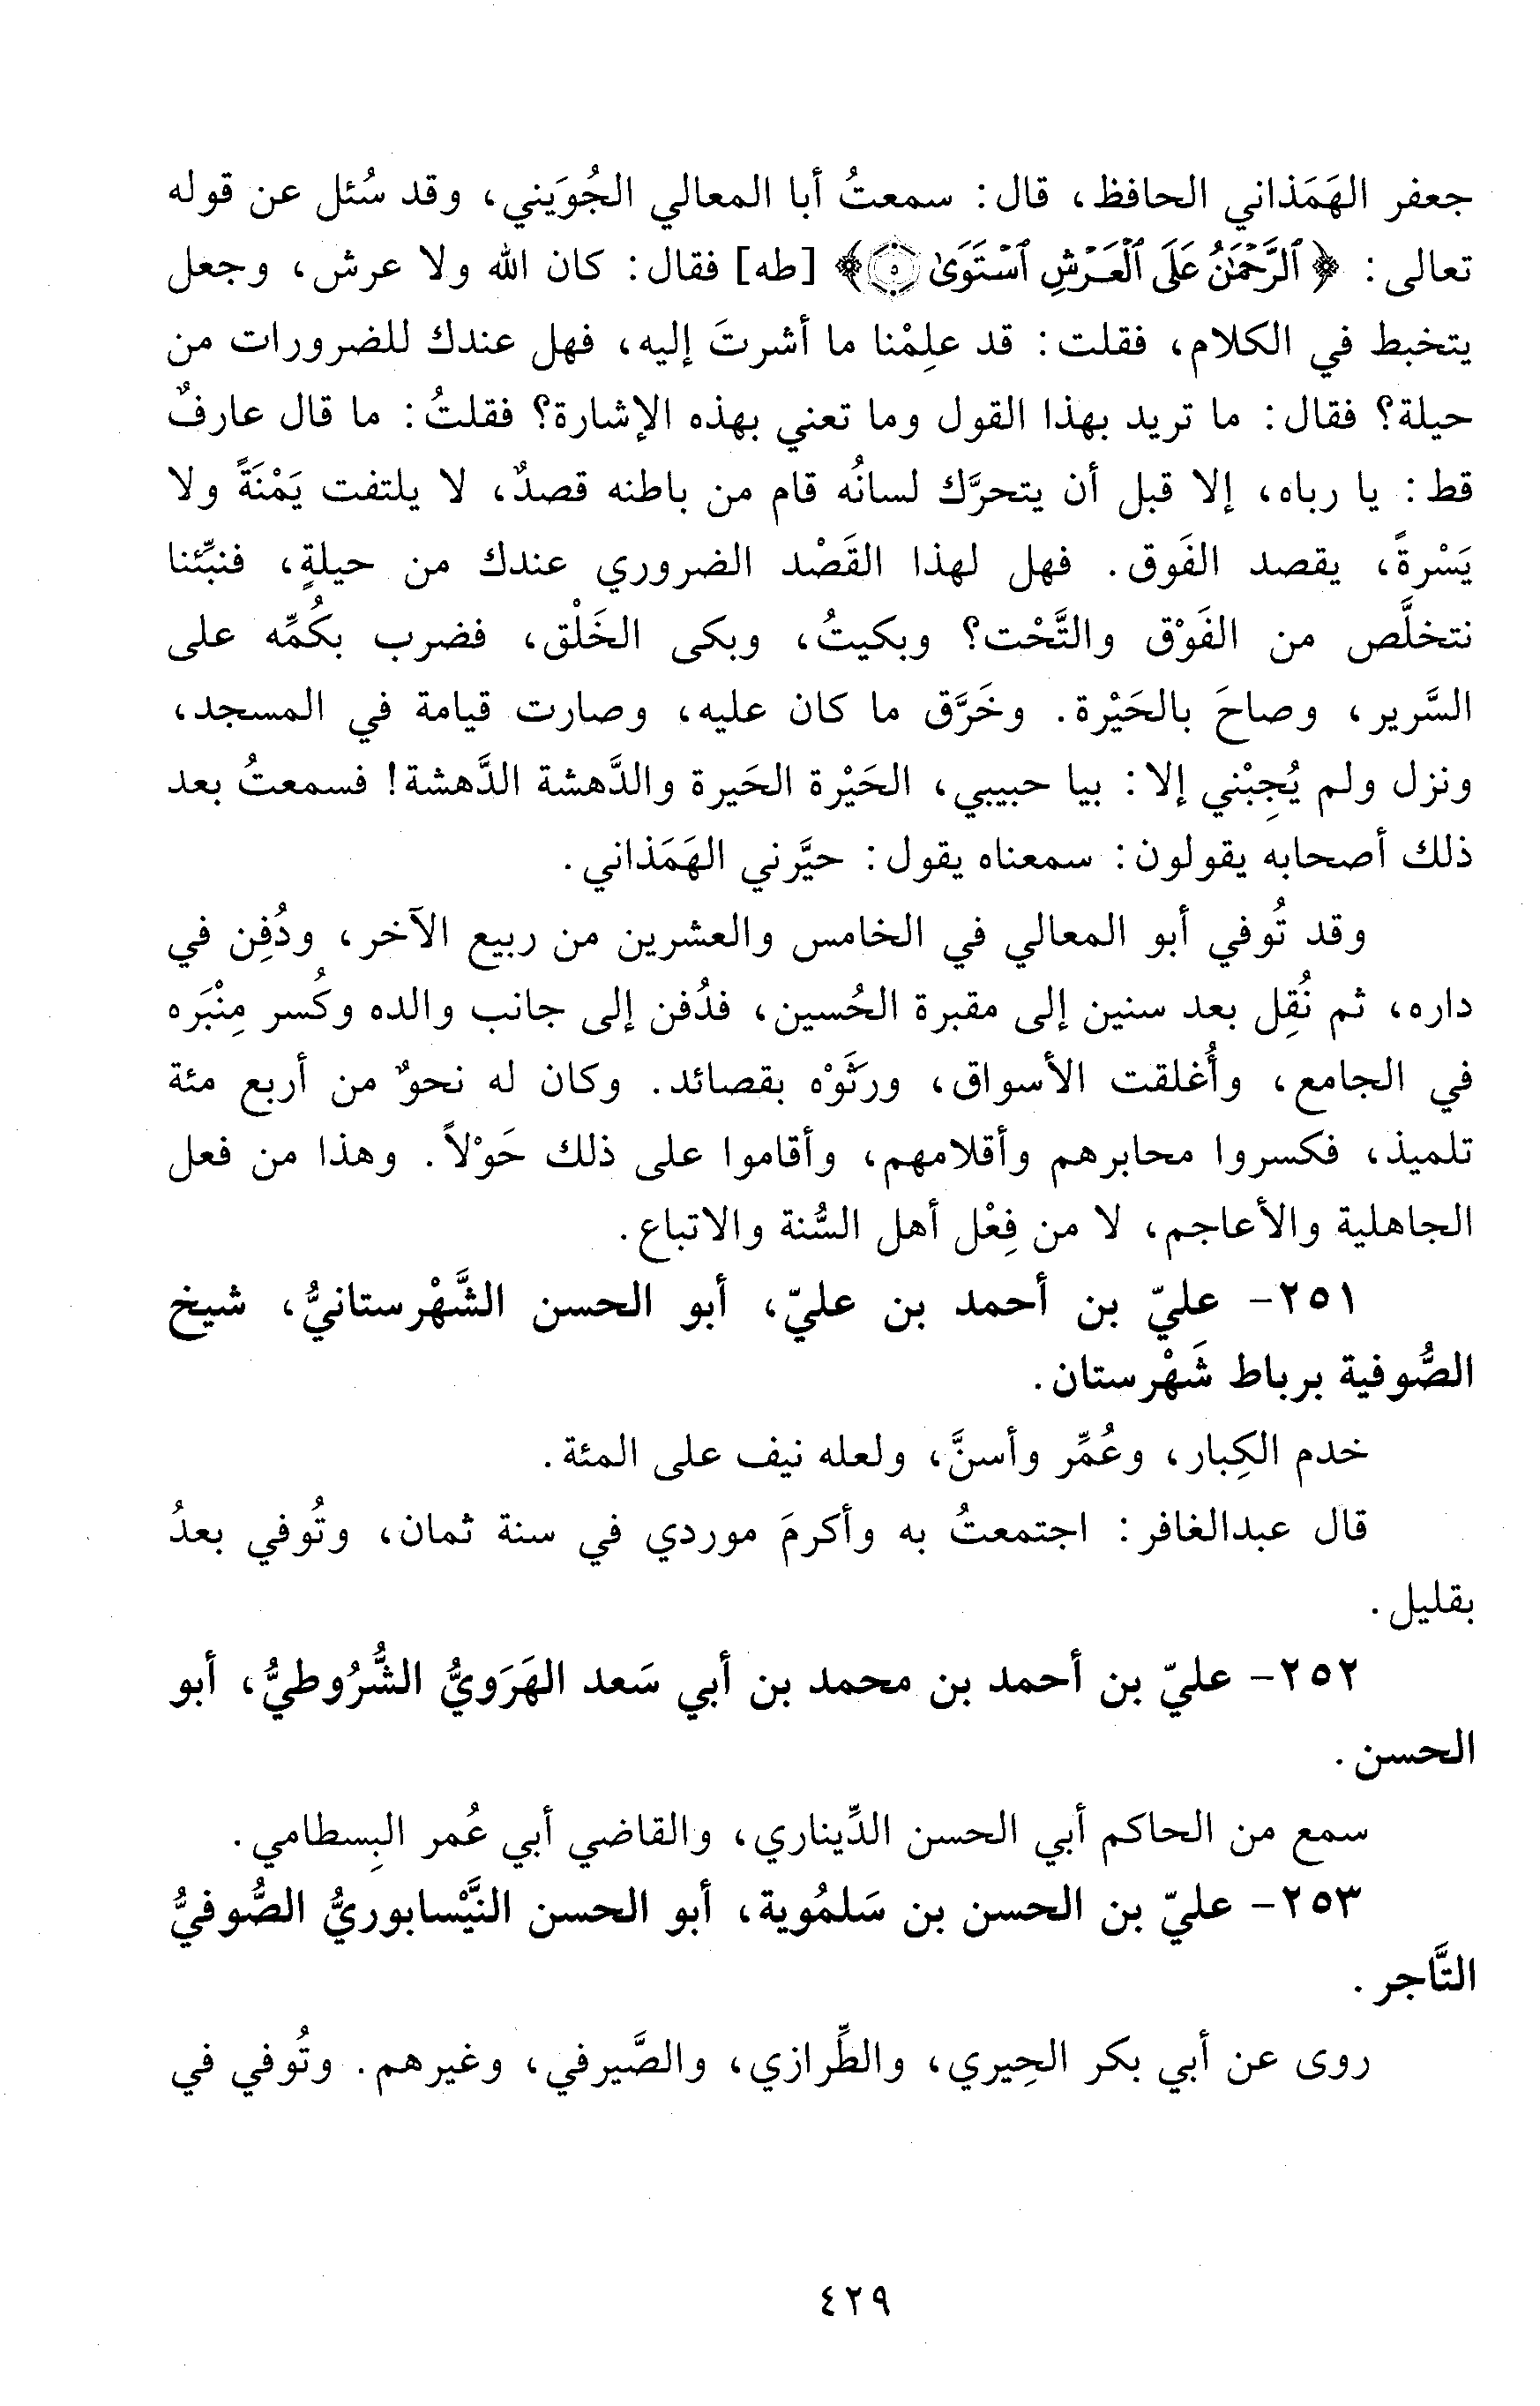 جعفر الهَمَذاني الحافظ، قال: سمعتُ أبا المعالي الجُوَيني، وقد سُئل عن قوله
تعالى: ﴿ٱلرَّحْمَٰنُ عَلَى ٱلْعَرْشِ ٱسْتَوَىٰ ٥﴾ [طه] فقال: كان الله ولا عرش، وجعل
يتخبط في الكلام، فقلت: قد علِمْنا ما أشرتَ إليه، فهل عندك للضرورات من
حيلة؟ فقال: ما تريد بهذا القول وما تعني بهذه الإشارة؟ فقلتُ: ما قال عارفٌ
قط: يا رباه، إلا قبل أن يتحرَّك لسانُه قام من باطنه قصدٌ، لا يلتفت يَمْنَةً ولا
يَسْرةً، يقصد الفَوق. فهل لهذا القَصْد الضروري عندك من حيلةٍ، فنبِّئنا
نتخلَّص من الفَوْق والتَّحْت؟ وبكيتُ، وبكى الخَلْق، فضرب بكُمِّه على
السَّرير، وصاحَ بالحَيْرة. وخَرَّق ما كان عليه، وصارت قيامة في المسجد،
ونزل ولم يُجِبْني إلا: بيا حبيبي، الحَيْرة الحَيرة والدَّهشة الدَّهشة! فسمعتُ بعد
ذلك أصحابه يقولون: سمعناه يقول: حيَّرني الهَمَذاني.
وقد تُوفي أبو المعالي في الخامس والعشرين من ربيع الآخر، ودُفِن في
داره، ثم نُقِل بعد سنين إلى مقبرة الحُسين، فدُفن إلى جانب والده وكُسر مِنْبَره
في الجامع، وأُغلقت الأسواق، ورثَوْه بقصائد. وكان له نحوٌ من أربع مئة
تلميذ، فكسروا محابرهم وأقلامهم، وأقاموا على ذلك حَوْلاً. وهذا من فعل
الجاهلية والأعاجم، لا من فِعْل أهل السُّنة والاتباع.
٢٥١- عليّ بن أحمد بن عليّ، أبو الحسن الشَّهْرستانيُّ، شيخ
الصُّوفية برباط شَهْرستان.
خدم الكِبار، وعُمِّر وأسنَّ، ولعله نيف على المئة.
قال عبدالغافر: اجتمعتُ به وأكرمَ موردي في سنة ثمان، وتُوفي بعدُ
بقليل.
٢٥٢- عليّ بن أحمد بن محمد بن أبي سَعد الهَرَويُّ الشُّرُوطيُّ، أبو
الحسن.
سمع من الحاكم أبي الحسن الدِّيناري، والقاضي أبي عُمر البِسطامي.
٢٥٣- عليّ بن الحسن بن سَلمُوية، أبو الحسن النَّيْسابوريُّ الصُّوفيُّ
التَّاجر.
روى عن أبي بكر الحِيري، والطِّرازي، والصَّيرفي، وغيرهم. وتُوفي في
٤٢٩